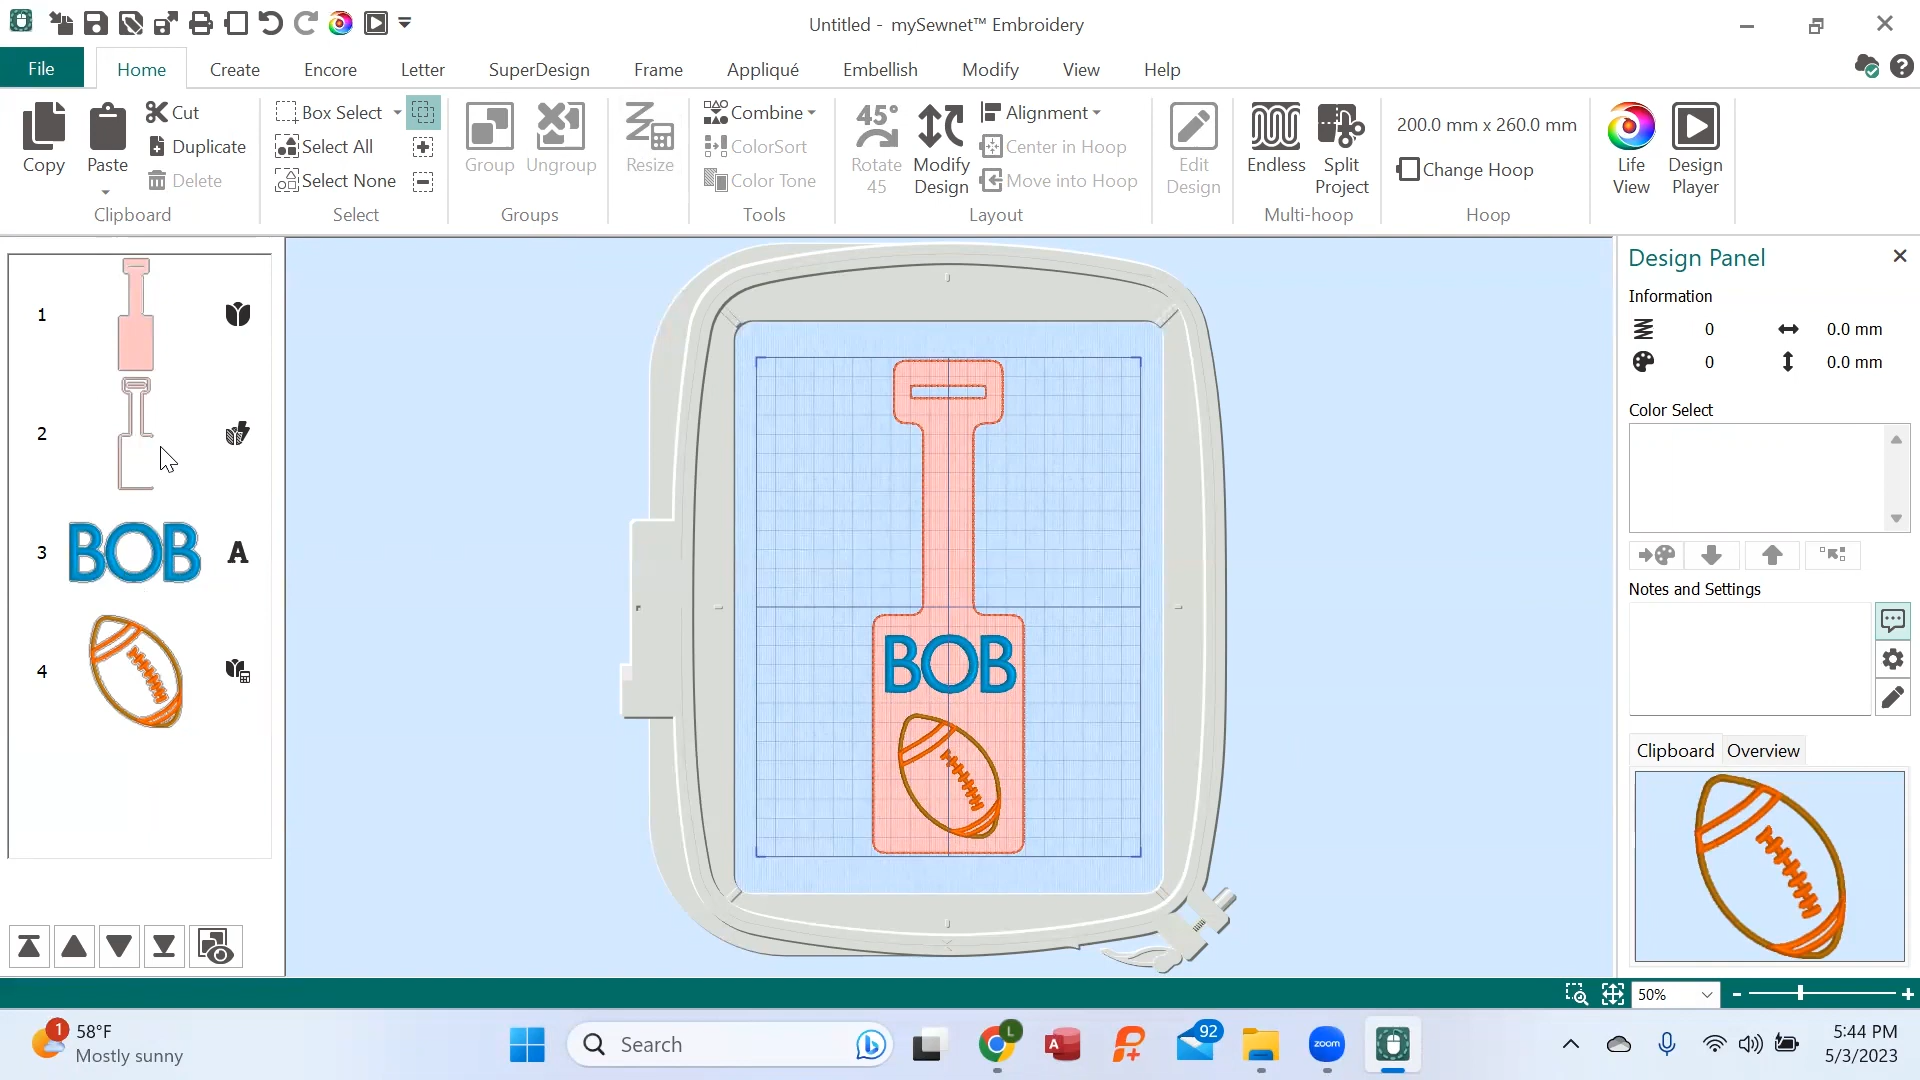 Untitled - mySewnet™ Embroidery
File Home Create Encore Letter SuperDesign Frame Appliqué Embellish Modify View Help
Copy
Paste
Cut
Duplicate
Delete
Clipboard
Box Select
Select All
Select None
Select
Group
Ungroup
Groups
Resize
Combine
ColorSort
Color Tone
Tools
45°
Rotate
45
Modify
Design
Alignment
Center in Hoop
Move into Hoop
Layout
Edit
Design
Endless
Split
Project
Multi-hoop
200.0 mm x 260.0 mm
Change Hoop
Hoop
Life
View
Design
Player
1
2
3 BOB A
4
BOB
Design Panel
Information
0 0.0 mm
0 0.0 mm
Color Select
Notes and Settings
Clipboard Overview
50%
1
58°F
Mostly sunny
Search
L
A
92
zoom
5:44 PM
5/3/2023